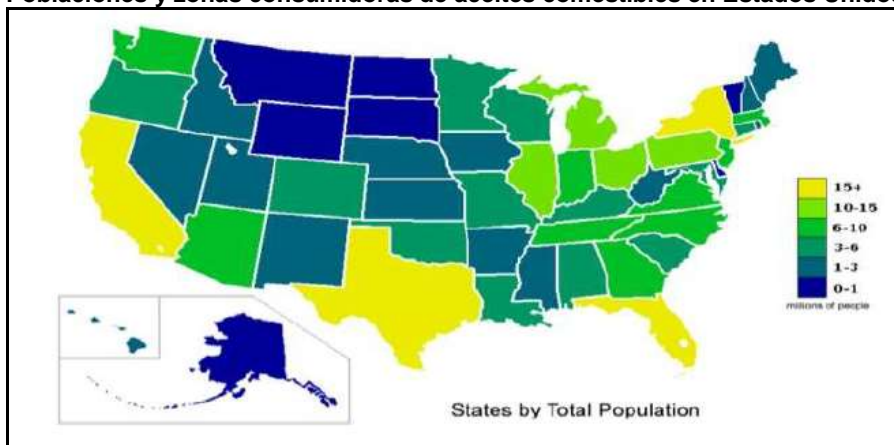 Poblaciones y zonas consumidoras de aceites comestibles en Estados Unidos
15+
10-15
6-10
3-6
1-3
0-1
millions of people
States by Total Population